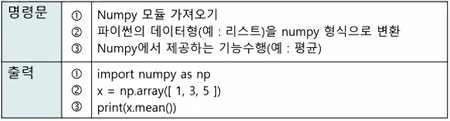 명령문
① Numpy 모듈 가져오기
② 파이썬의 데이터형(예 : 리스트)을 numpy 형식으로 변환
③ Numpy에서 제공하는 기능수행(예 : 평균)
출력
① import numpy as np
② x = np.array([ 1, 3, 5 ])
③ print(x.mean())